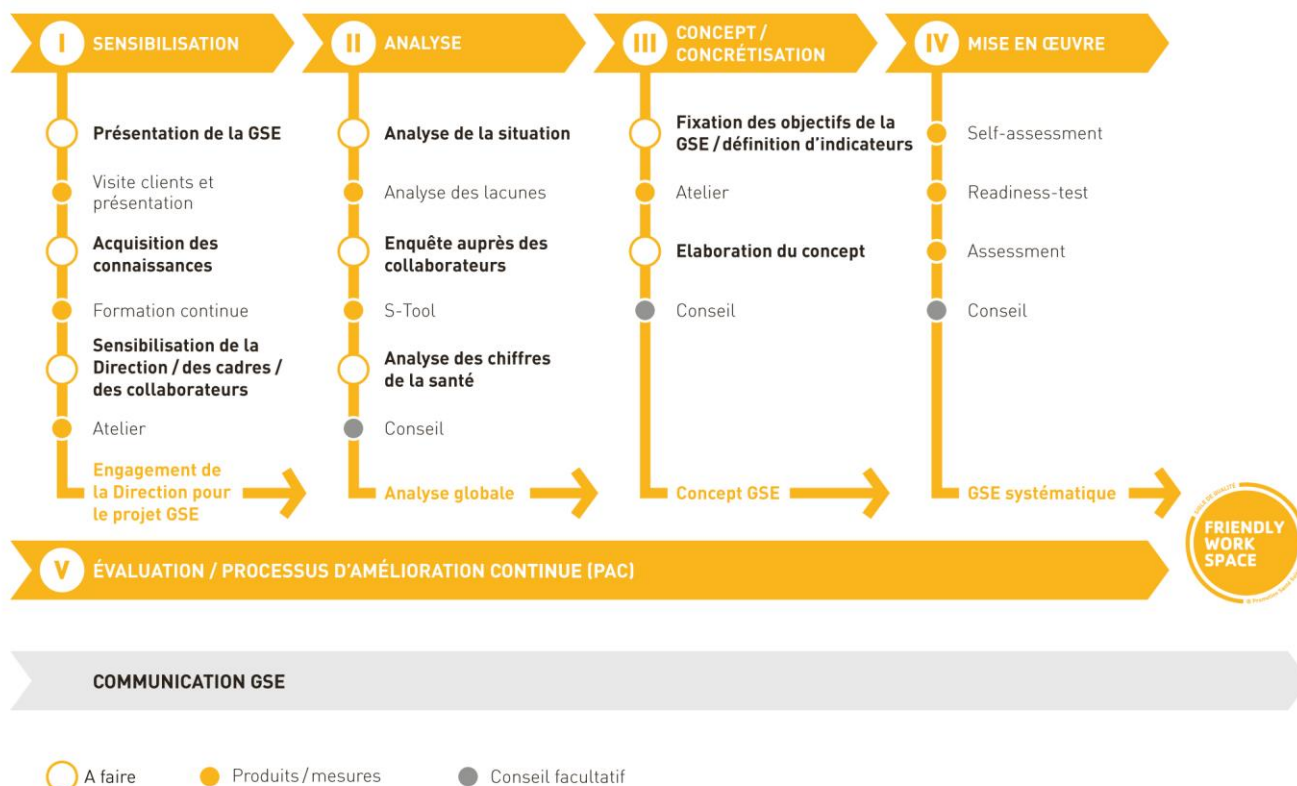 I SENSIBILISATION
Présentation de la GSE
Visite clients et
présentation
Acquisition des
connaissances
Formation continue
Sensibilisation de la
Direction / des cadres /
des collaborateurs
Atelier
Engagement de
la Direction pour
le projet GSE
II ANALYSE
Analyse de la situation
Analyse des lacunes
Enquête auprès des
collaborateurs
S-Tool
Analyse des chiffres
de la santé
Conseil
Analyse globale
III CONCEPT /
CONCRÉTISATION
Fixation des objectifs de la
GSE / définition d'indicateurs
Atelier
Elaboration du concept
Conseil
Concept GSE
IV MISE EN ŒUVRE
Self-assessment
Readiness-test
Assessment
Conseil
GSE systématique
FRIENDLY
WORK
SPACE
V ÉVALUATION / PROCESSUS D'AMÉLIORATION CONTINUE (PAC)
COMMUNICATION GSE
A faire
Produits / mesures
Conseil facultatif